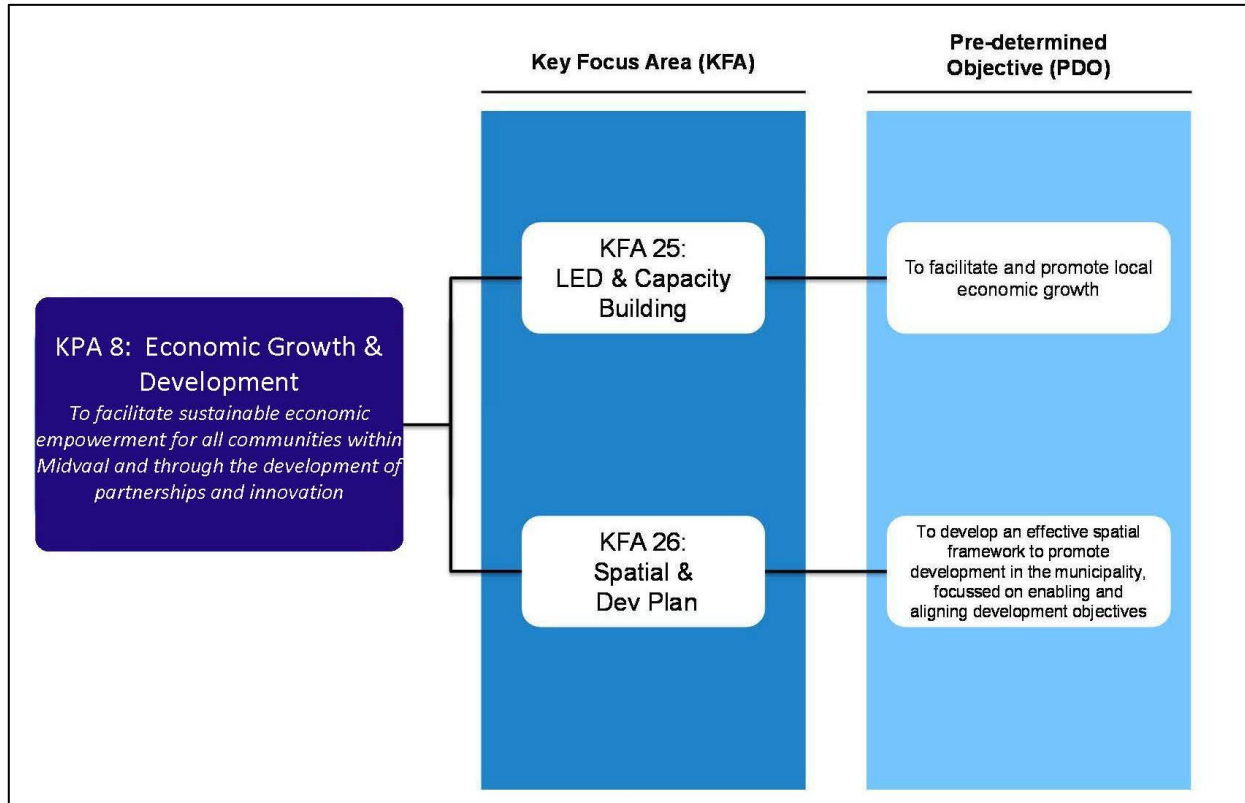 Key Focus Area (KFA)
Pre-determined
Objective (PDO)
KPA 8: Economic Growth &
Development
To facilitate sustainable economic
empowerment for all communities within
Midvaal and through the development of
partnerships and innovation
KFA 25:
LED & Capacity
Building
To facilitate and promote local
economic growth
KFA 26:
Spatial &
Dev Plan
To develop an effective spatial
framework to promote
development in the municipality,
focussed on enabling and
aligning development objectives